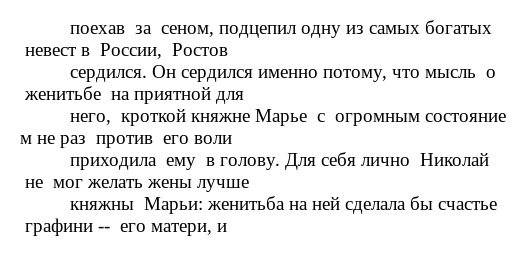 поехав за сеном, подцепил одну из самых богатых
невест в России, Ростов
сердился. Он сердился именно потому, что мысль о
женитьбе на приятной для
него, кроткой княжне Марье с огромным состояние
м не раз против его воли
приходила ему в голову. Для себя лично Николай
не мог желать жены лучше
княжны Марьи: женитьба на ней сделала бы счастье
графини -- его матери, и